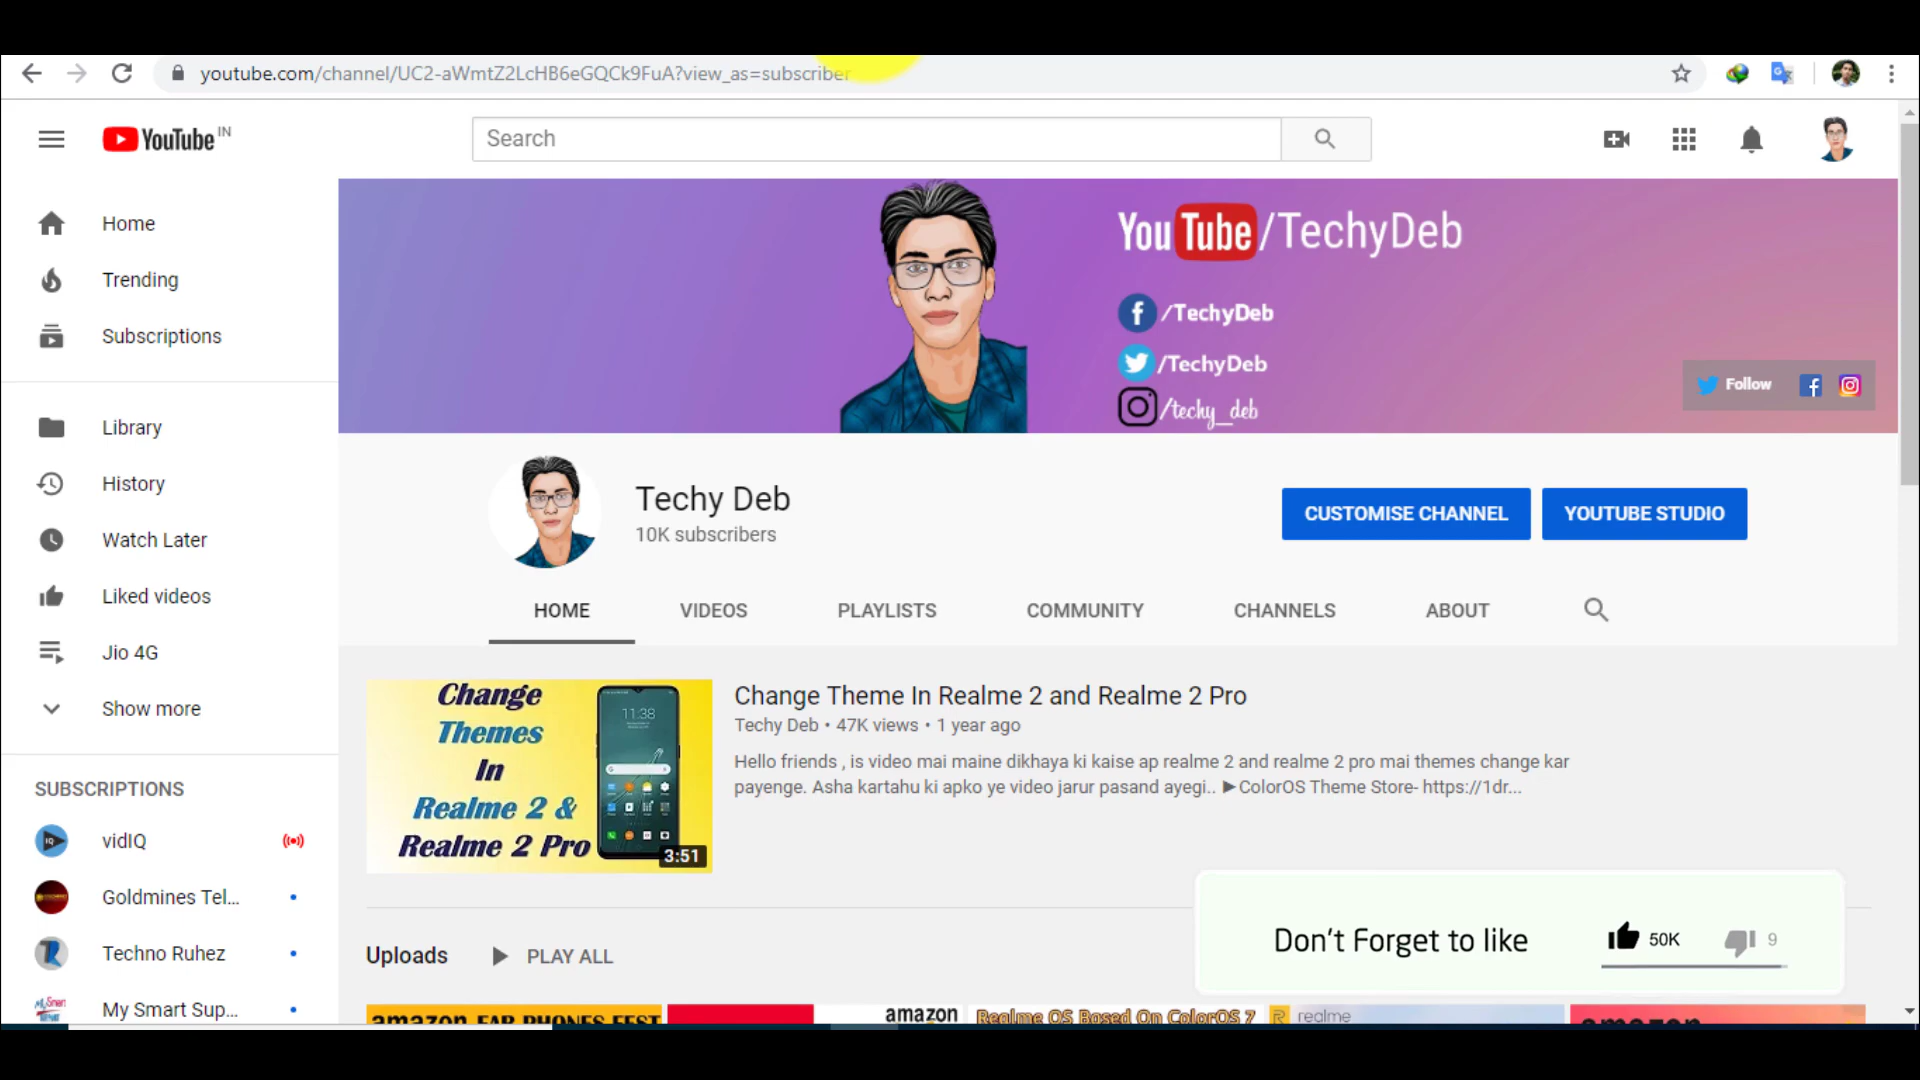 youtube.com/channel/UC2-aWmtZ2LcHB6eGQCk9FuA?view_as=subscriber
YouTube IN
Search
Home
Trending
Subscriptions
Library
History
Watch Later
Liked videos
Jio 4G
Show more
SUBSCRIPTIONS
vidIQ
Goldmines Tel...
Techno Ruhez
My Smart Sup...
YouTube/TechyDeb
/TechyDeb
/TechyDeb
/techy_deb
Follow
Techy Deb
10K subscribers
CUSTOMISE CHANNEL
YOUTUBE STUDIO
HOME VIDEOS PLAYLISTS COMMUNITY CHANNELS ABOUT
Change
Themes
In
Realme 2 &
Realme 2 Pro
11:38
3:51
Change Theme In Realme 2 and Realme 2 Pro
Techy Deb • 47K views • 1 year ago
Hello friends , is video mai maine dikhaya ki kaise ap realme 2 and realme 2 pro mai themes change kar
payenge. Asha kartahu ki apko ye video jarur pasand ayegi.. ►ColorOS Theme Store- https://1dr...
Uploads PLAY ALL
Don't Forget to like 50K 9
amazon EAR PHONES FEST
amazon
Realme OS Based On ColorOS 7
realme
amazon